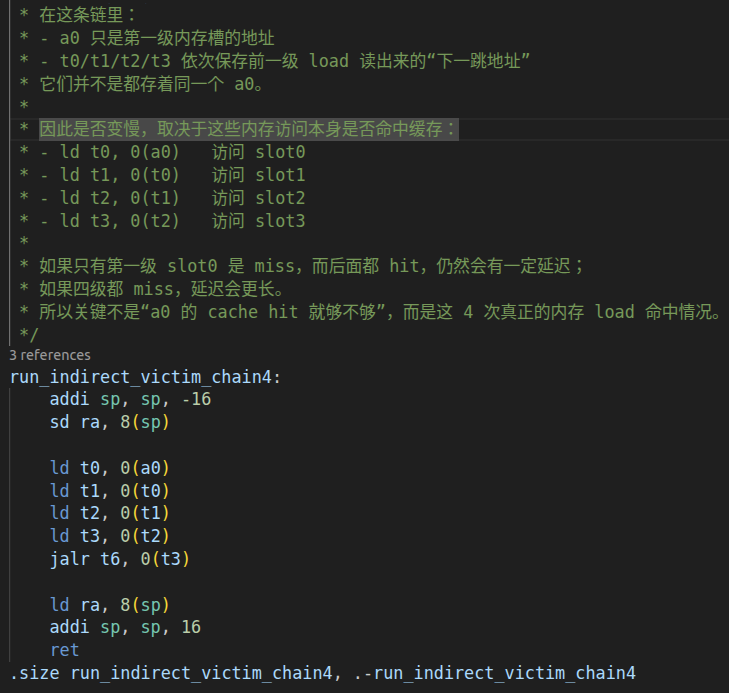 * 在这条链里：
* - a0 只是第一级内存槽的地址
* - t0/t1/t2/t3 依次保存前一级 load 读出来的“下一跳地址”
* 它们并不是都存着同一个 a0。
*
* 因此是否变慢，取决于这些内存访问本身是否命中缓存：
* - ld t0, 0(a0)   访问 slot0
* - ld t1, 0(t0)   访问 slot1
* - ld t2, 0(t1)   访问 slot2
* - ld t3, 0(t2)   访问 slot3
*
* 如果只有第一级 slot0 是 miss，而后面都 hit，仍然会有一定延迟；
* 如果四级都 miss，延迟会更长。
* 所以关键不是“a0 的 cache hit 就够不够”，而是这 4 次真正的内存 load 命中情况。
*/
3 references
run_indirect_victim_chain4:
    addi sp, sp, -16
    sd ra, 8(sp)

    ld t0, 0(a0)
    ld t1, 0(t0)
    ld t2, 0(t1)
    ld t3, 0(t2)
    jalr t6, 0(t3)

    ld ra, 8(sp)
    addi sp, sp, 16
    ret
.size run_indirect_victim_chain4, .-run_indirect_victim_chain4